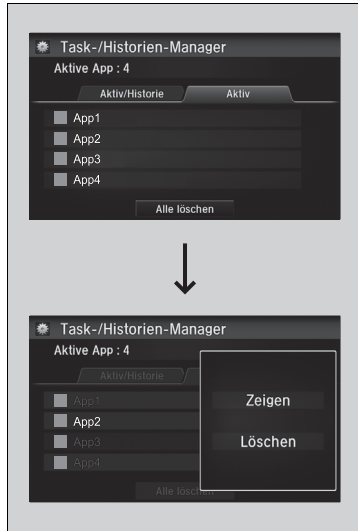 Task-/Historien-Manager
Aktive App : 4
Aktiv/Historie Aktiv
App1
App2
App3
App4
Alle löschen
Task-/Historien-Manager
Aktive App : 4
Aktiv/Historie
App1
Zeigen
App2
App3
Löschen
App4
Alle löschen